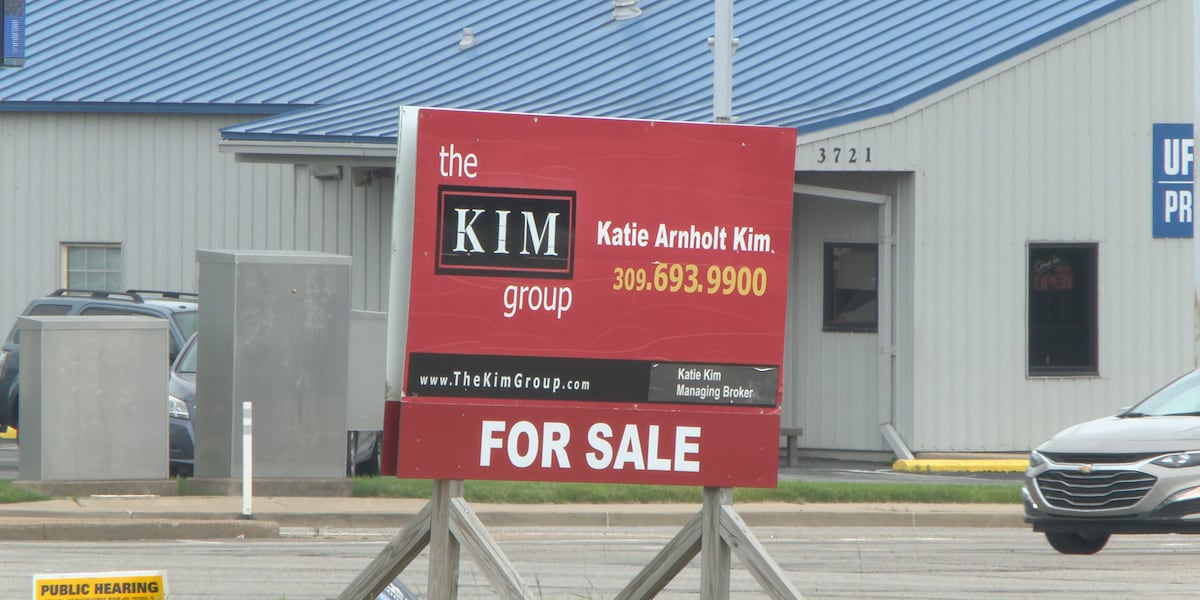 the
KIM
group
Katie Arnholt Kim
309.693.9900
www.TheKimGroup.com
Katie Kim
Managing Broker
FOR SALE
3721
UF
PR
OPEN
PUBLIC HEARING